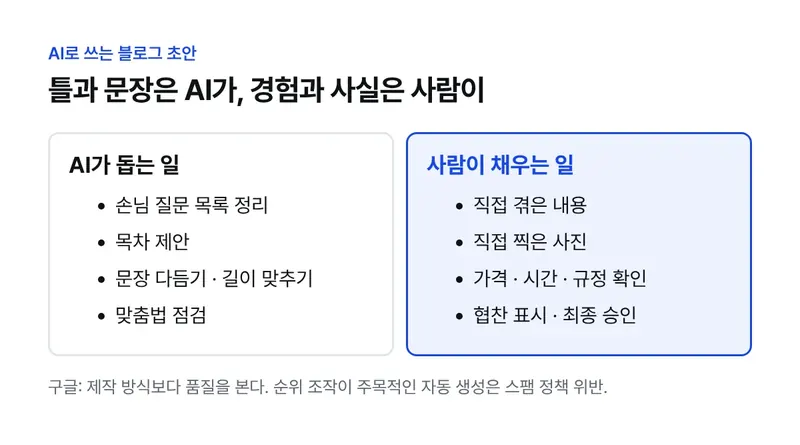 AI로 쓰는 블로그 초안
틀과 문장은 AI가, 경험과 사실은 사람이
AI가 돕는 일
• 손님 질문 목록 정리
• 목차 제안
• 문장 다듬기 · 길이 맞추기
• 맞춤법 점검
사람이 채우는 일
• 직접 겪은 내용
• 직접 찍은 사진
• 가격 · 시간 · 규정 확인
• 협찬 표시 · 최종 승인
구글: 제작 방식보다 품질을 본다. 순위 조작이 주목적인 자동 생성은 스팸 정책 위반.